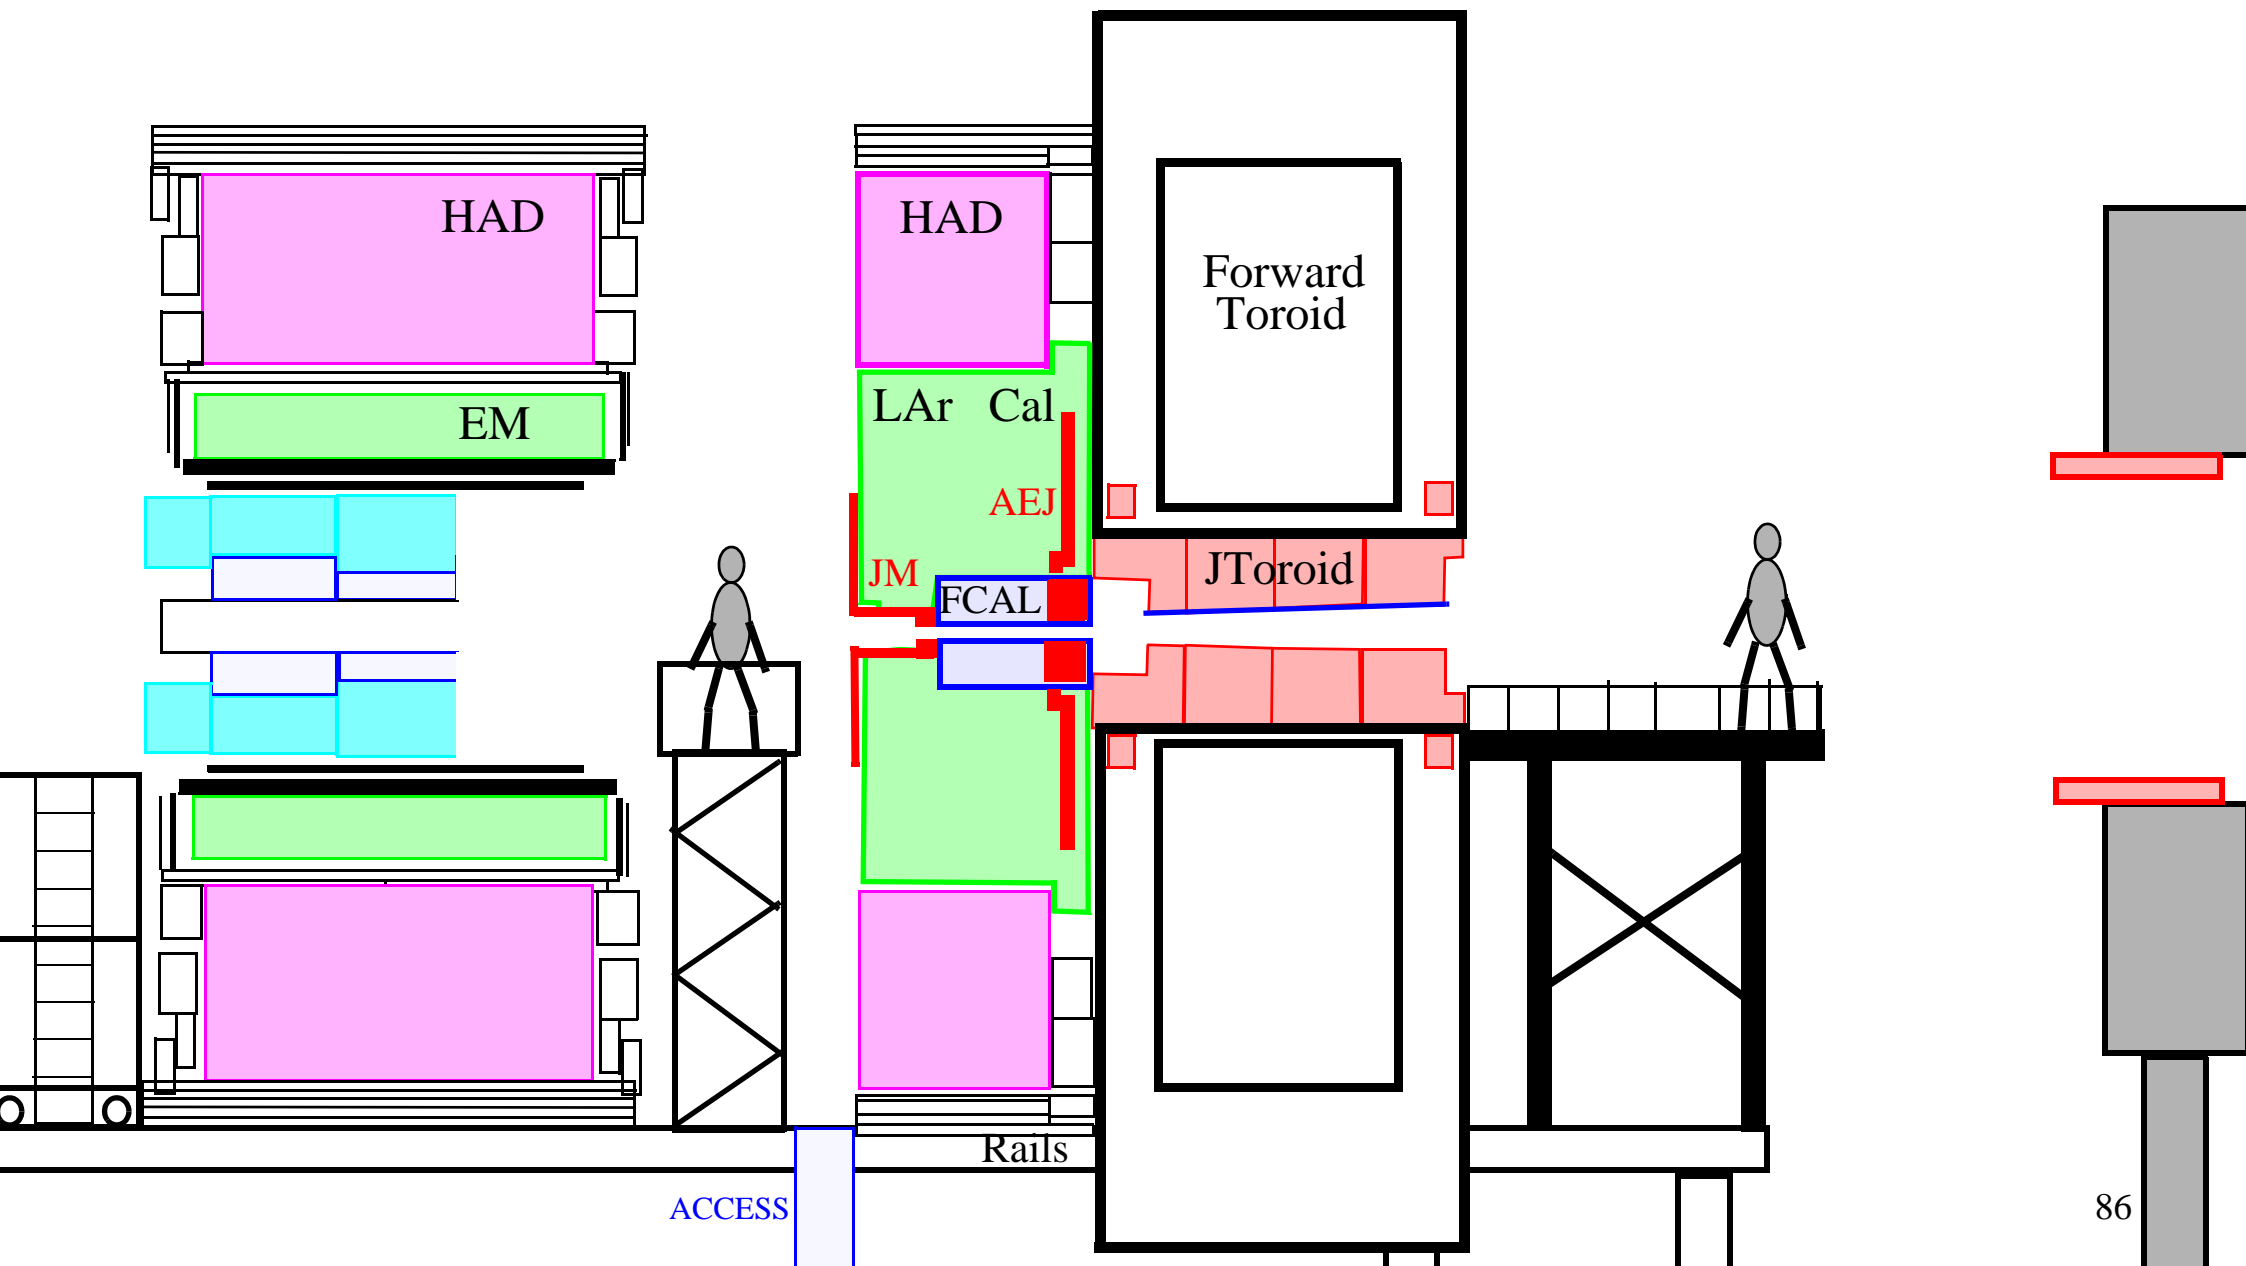 HAD
HAD
Forward
Toroid
LAr Cal
EM
AEJ
JM
JToroid
FCAL
Rails
ACCESS
86